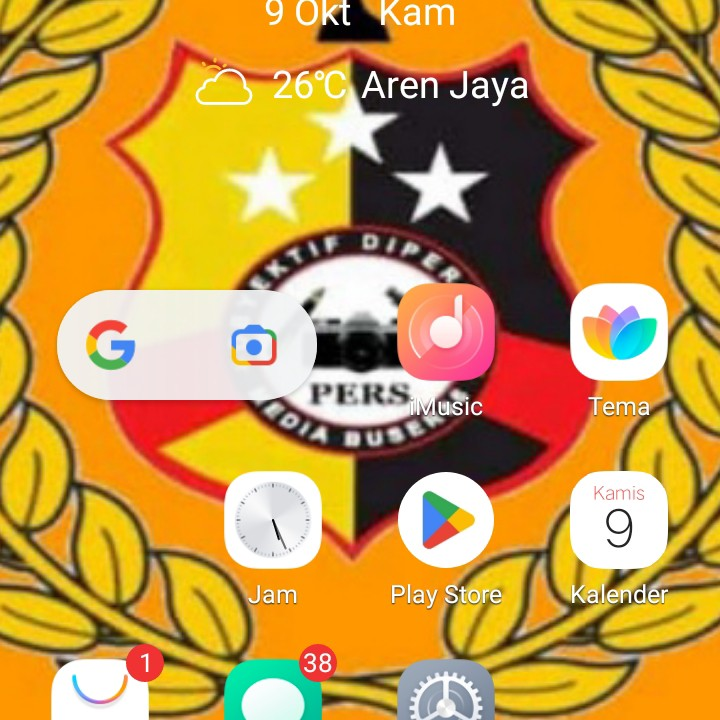 9 Okt Kam
26°C Aren Jaya
EKTIF DIPER
PERS
EDIA BUSER
iMusic
Tema
Kamis
9
Jam
Play Store
Kalender
1
38